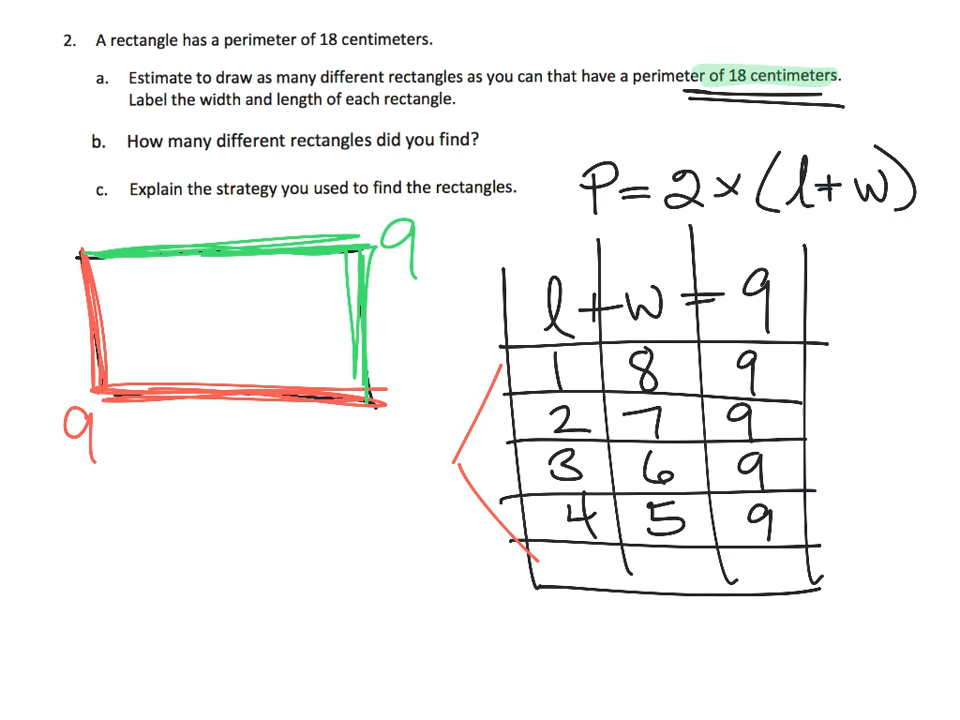 2. A rectangle has a perimeter of 18 centimeters.
a. Estimate to draw as many different rectangles as you can that have a perimeter of 18 centimeters.
Label the width and length of each rectangle.
b. How many different rectangles did you find?
c. Explain the strategy you used to find the rectangles.
P=2×(l+w)
9
9
l+w=9
1 8 9
2 7 9
3 6 9
4 5 9